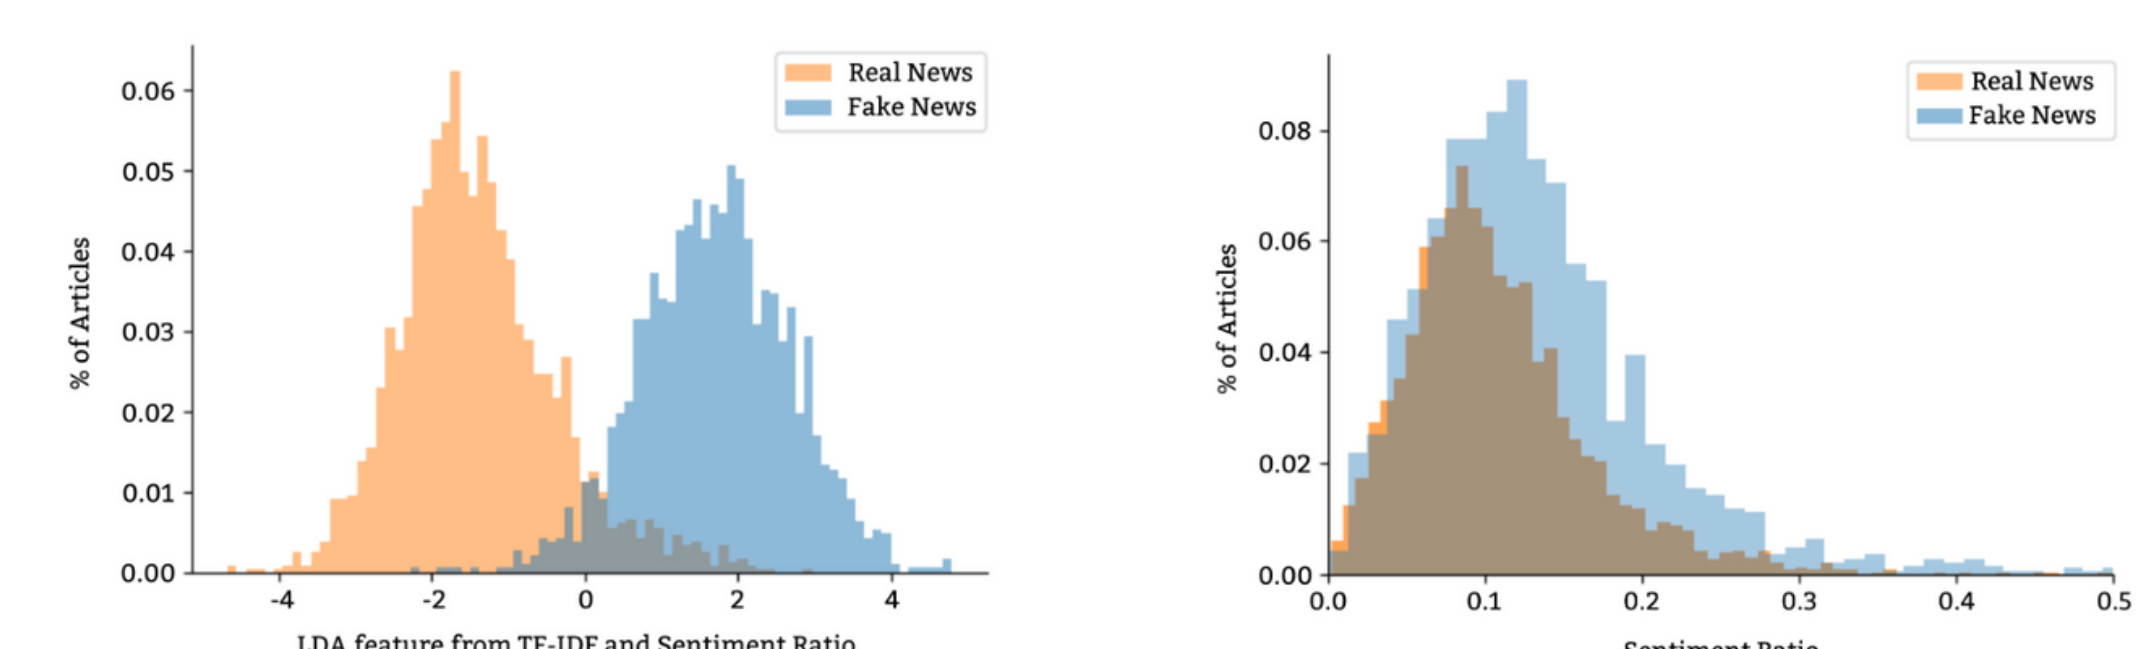 Real News
Fake News
% of Articles
0.06
0.05
0.04
0.03
0.02
0.01
0.00
-4
-2
0
2
4
LDA feature from TF-IDF and Sentiment Ratio
Real News
Fake News
% of Articles
0.08
0.06
0.04
0.02
0.00
0.0
0.1
0.2
0.3
0.4
0.5
Sentiment Ratio